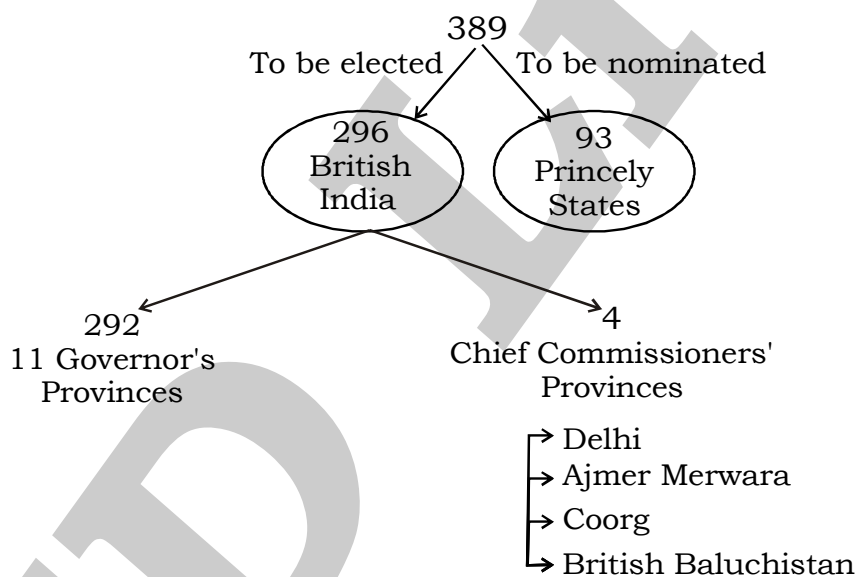 389
To be elected
To be nominated
296
British
India
93
Princely
States
292
11 Governor's
Provinces
4
Chief Commissioners'
Provinces
Delhi
Ajmer Merwara
Coorg
British Baluchistan